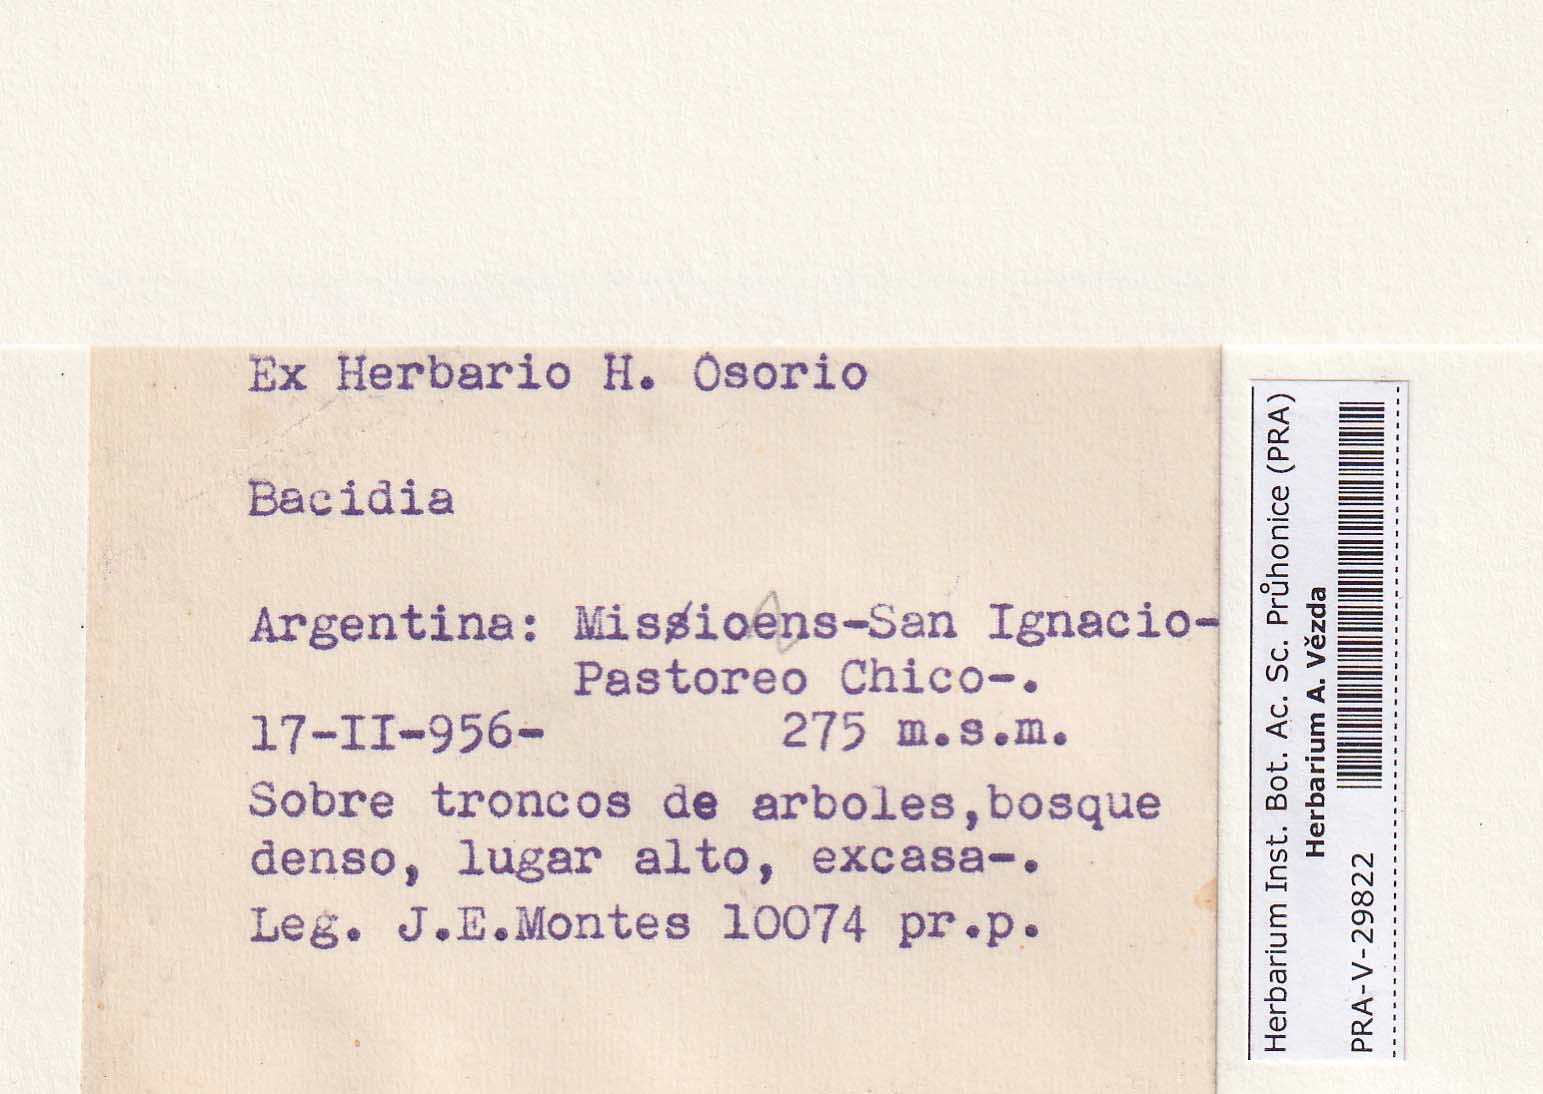 Ex Herbario H. Osorio
Bacidia
Argentina: Missioens-San Ignacio-
Pastoreo Chico-.
17-II-956- 275 m.s.m.
Sobre troncos de arboles,bosque
denso, lugar alto, excasa-.
Leg. J.E.Montes 10074 pr.p.
Herbarium Inst. Bot. Ac. Sc. Průhonice (PRA)
Herbarium A. Vězda
PRA-V-29822